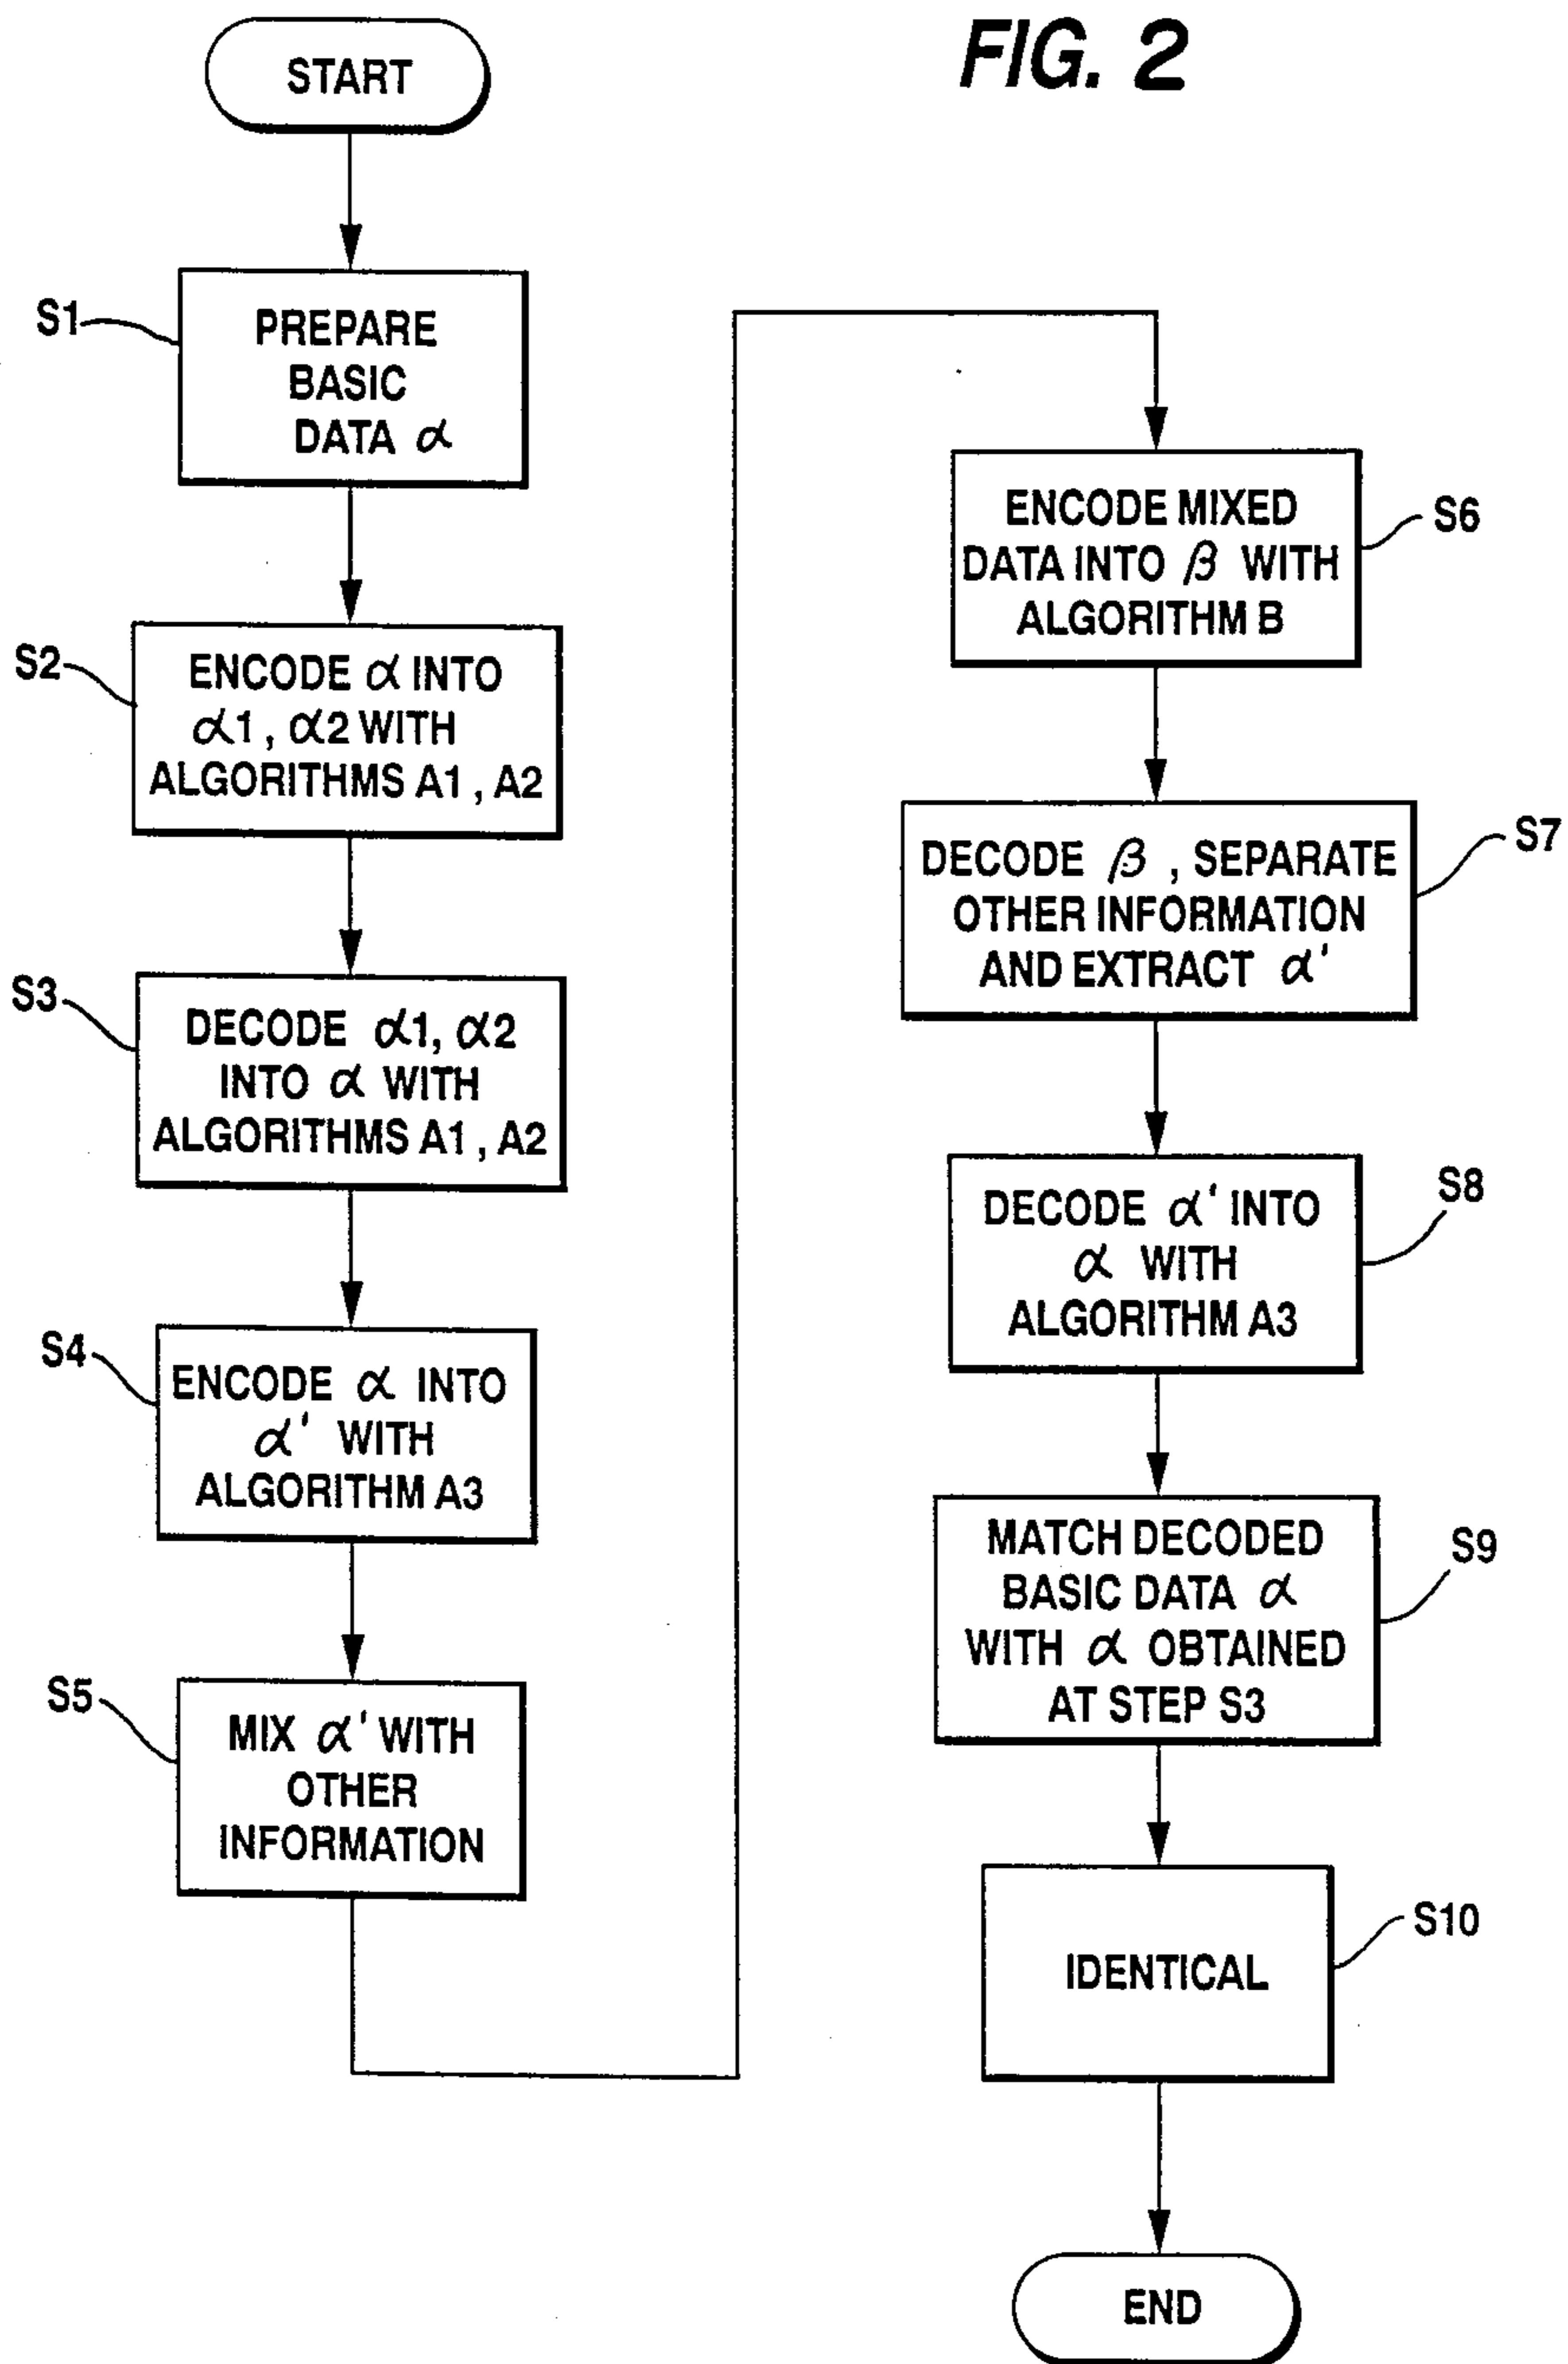 FIG. 2
START
S1
PREPARE
BASIC
DATA α
S2
ENCODE α INTO
α1, α2 WITH
ALGORITHMS A1, A2
S3
DECODE α1, α2
INTO α WITH
ALGORITHMS A1, A2
S4
ENCODE α INTO
α' WITH
ALGORITHM A3
S5
MIX α' WITH
OTHER
INFORMATION
ENCODE MIXED
DATA INTO β WITH
ALGORITHM B
S6
DECODE β, SEPARATE
OTHER INFORMATION
AND EXTRACT α'
S7
DECODE α' INTO
α WITH
ALGORITHM A3
S8
MATCH DECODED
BASIC DATA α
WITH α OBTAINED
AT STEP S3
S9
IDENTICAL
S10
END